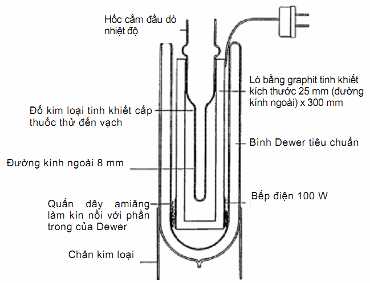 Hốc cắm đầu dò
nhiệt độ
Lò bằng graphit tinh khiết
kích thước 25 mm (đường
kính ngoài) x 300 mm
Đổ kim loại tinh khiết cấp
thuốc thử đến vạch
Bình Dewer tiêu chuẩn
Đường kính ngoài 8 mm
Bếp điện 100 W
Quấn dây amiăng
làm kín nối với phần
trong của Dewer
Chân kim loại